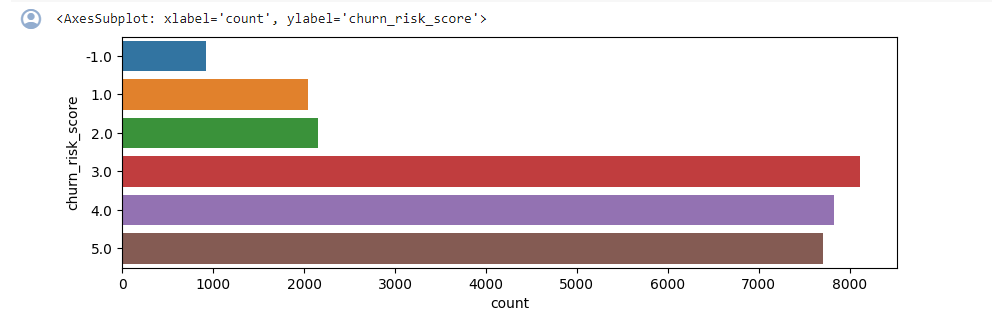 <AxesSubplot: xlabel='count', ylabel='churn_risk_score'>
churn_risk_score
-1.0
1.0
2.0
3.0
4.0
5.0
0 1000 2000 3000 4000 5000 6000 7000 8000
count